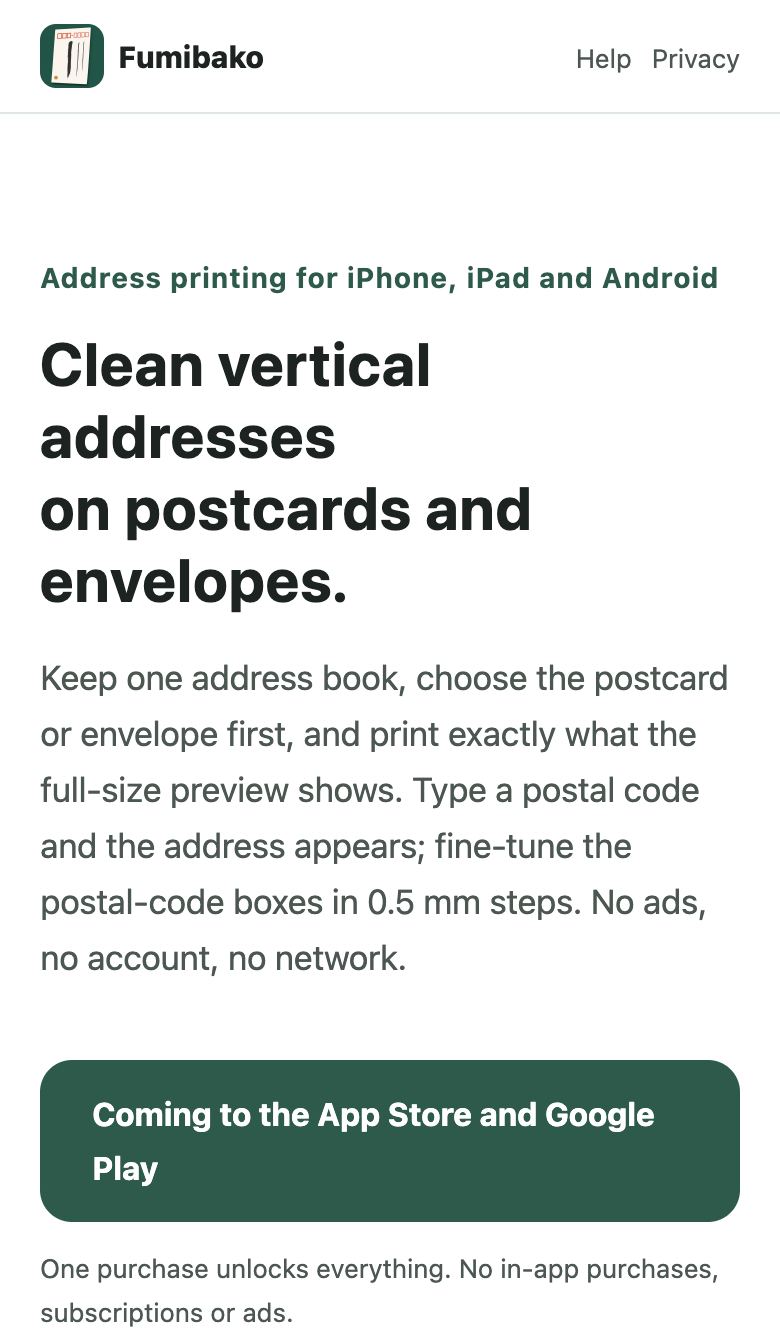 Fumibako
Help Privacy
Address printing for iPhone, iPad and Android
Clean vertical
addresses
on postcards and
envelopes.
Keep one address book, choose the postcard
or envelope first, and print exactly what the
full-size preview shows. Type a postal code
and the address appears; fine-tune the
postal-code boxes in 0.5 mm steps. No ads,
no account, no network.
Coming to the App Store and Google
Play
One purchase unlocks everything. No in-app purchases,
subscriptions or ads.